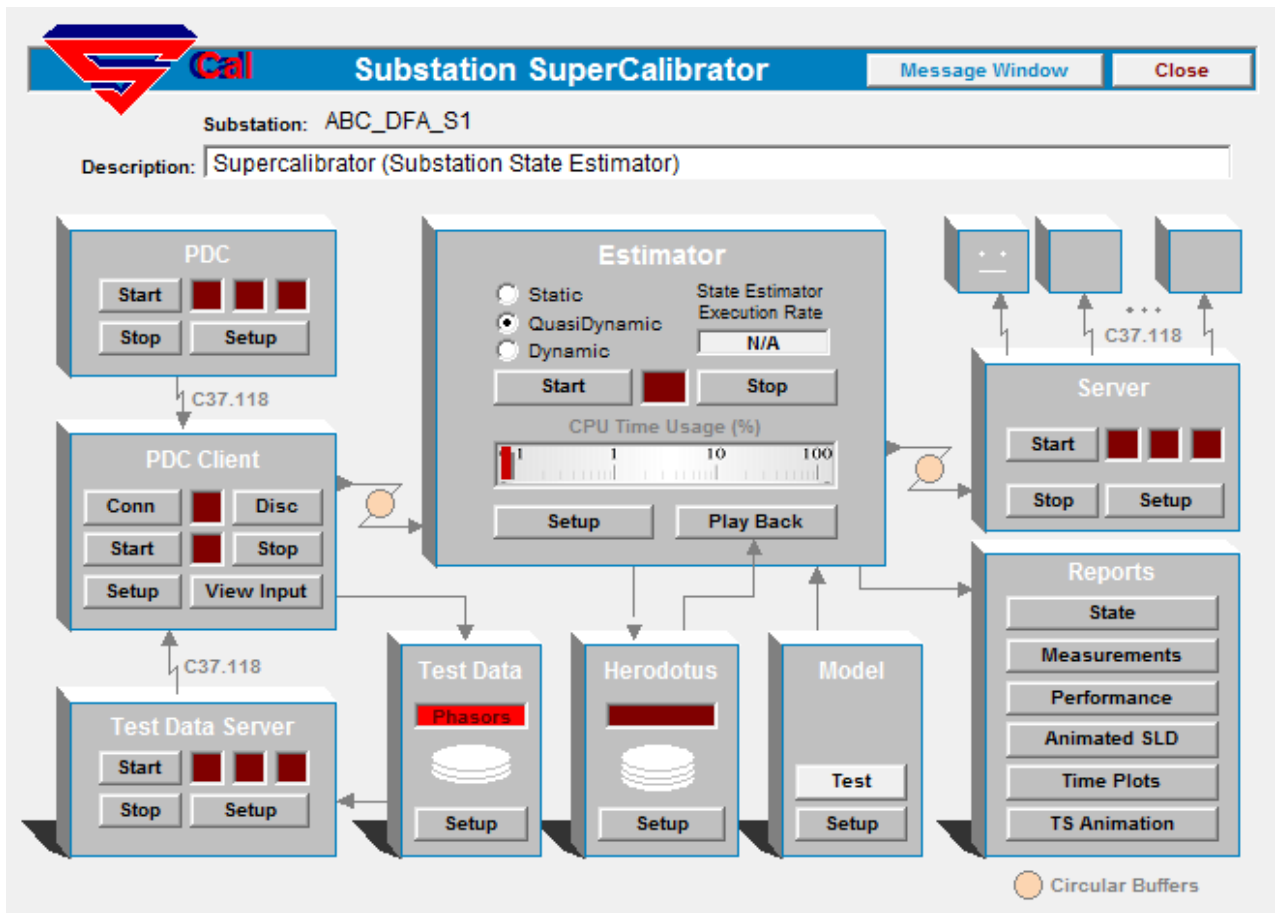 Cal
Substation SuperCalibrator
Message Window
Close
Substation: ABC_DFA_S1
Description: Supercalibrator (Substation State Estimator)
PDC
Start
Stop
Setup
C37.118
PDC Client
Conn
Disc
Start
Stop
Setup
View Input
C37.118
Test Data Server
Start
Stop
Setup
Estimator
Static
QuasiDynamic
Dynamic
State Estimator
Execution Rate
N/A
Start
Stop
CPU Time Usage (%)
.1 1 10 100
Setup
Play Back
Test Data
Phasors
Setup
Herodotus
Setup
Model
Test
Setup
C37.118
Server
Start
Stop
Setup
Reports
State
Measurements
Performance
Animated SLD
Time Plots
TS Animation
Circular Buffers